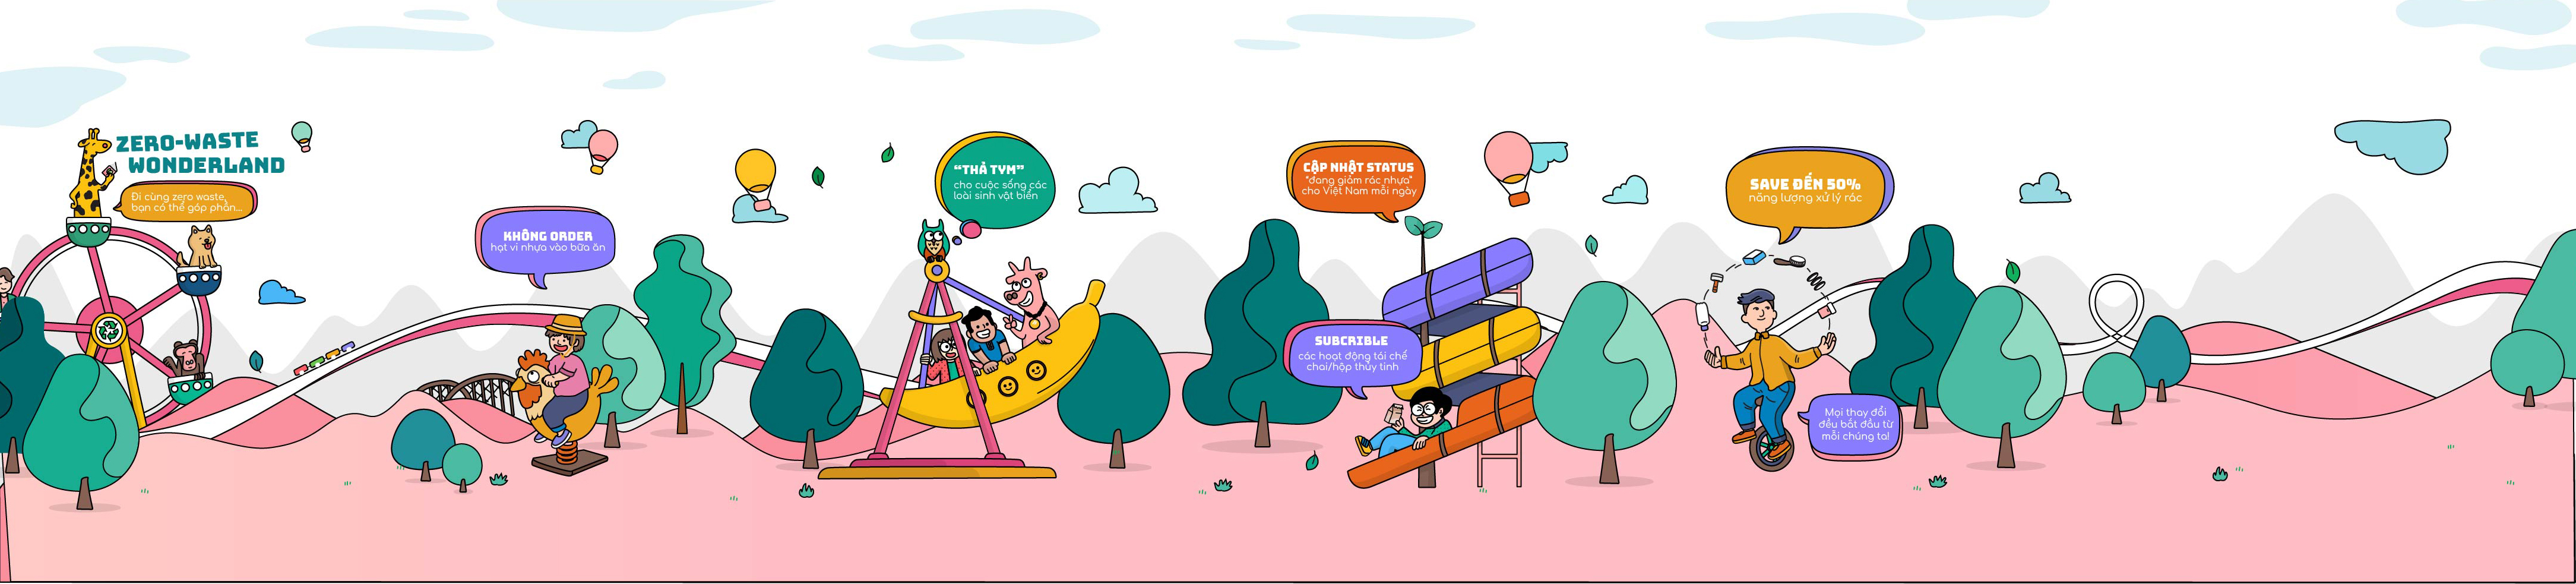 ZERO-WASTE
WONDERLAND
Đi cùng zero waste,
bạn có thể góp phần...
KHÔNG ORDER
hạt vi nhựa vào bữa ăn
“THẢ TYM”
cho cuộc sống các
loài sinh vật biển
CẬP NHẬT STATUS
“đang giảm rác nhựa”
cho Việt Nam mỗi ngày
SUBCRIBLE
các hoạt động tái chế
chai/hộp thủy tinh
SAVE ĐẾN 50%
năng lượng xử lý rác
Mọi thay đổi
đều bắt đầu từ
mỗi chúng ta!